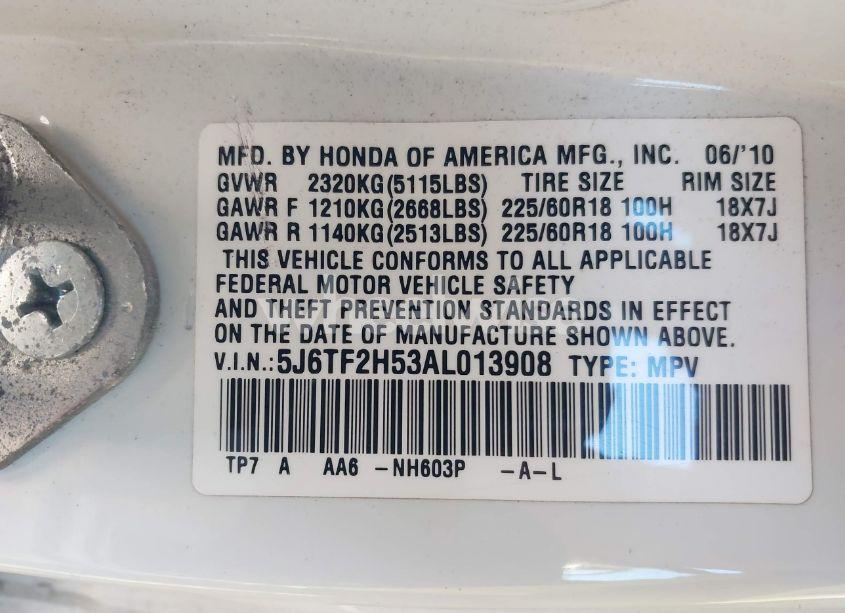 MFD. BY HONDA OF AMERICA MFG., INC. 06/'10
GVWR 2320KG(5115LBS) TIRE SIZE RIM SIZE
GAWR F 1210KG(2668LBS) 225/60R18 100H 18X7J
GAWR R 1140KG(2513LBS) 225/60R18 100H 18X7J
THIS VEHICLE CONFORMS TO ALL APPLICABLE
FEDERAL MOTOR VEHICLE SAFETY
AND THEFT PREVENTION STANDARDS IN EFFECT
ON THE DATE OF MANUFACTURE SHOWN ABOVE.
V.I.N.: 5J6TF2H53AL013908 TYPE: MPV
TP7 A AA6 -NH603P -A-L